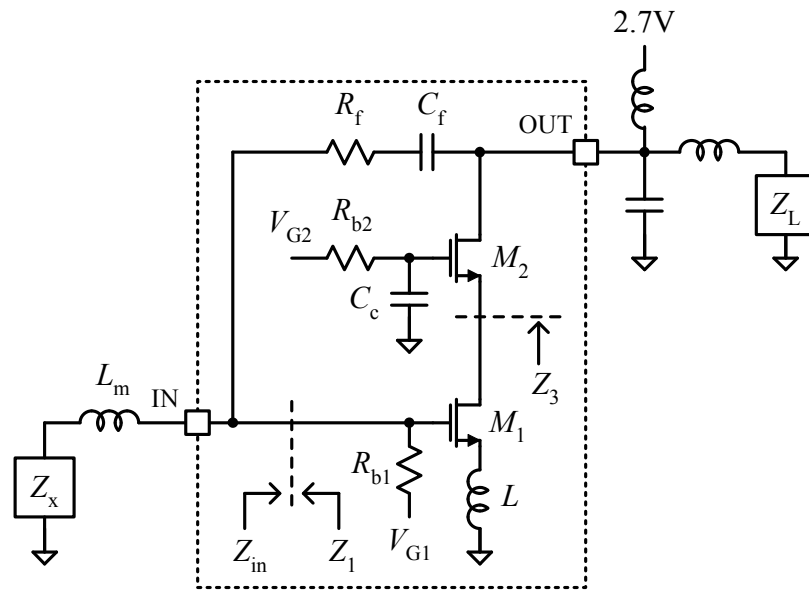 2.7V
R_f C_f
OUT
V_G2 R_b2
Z_L
M_2
C_c
L_m IN
Z_3
M_1
R_b1
Z_x
L
Z_in Z_1 V_G1